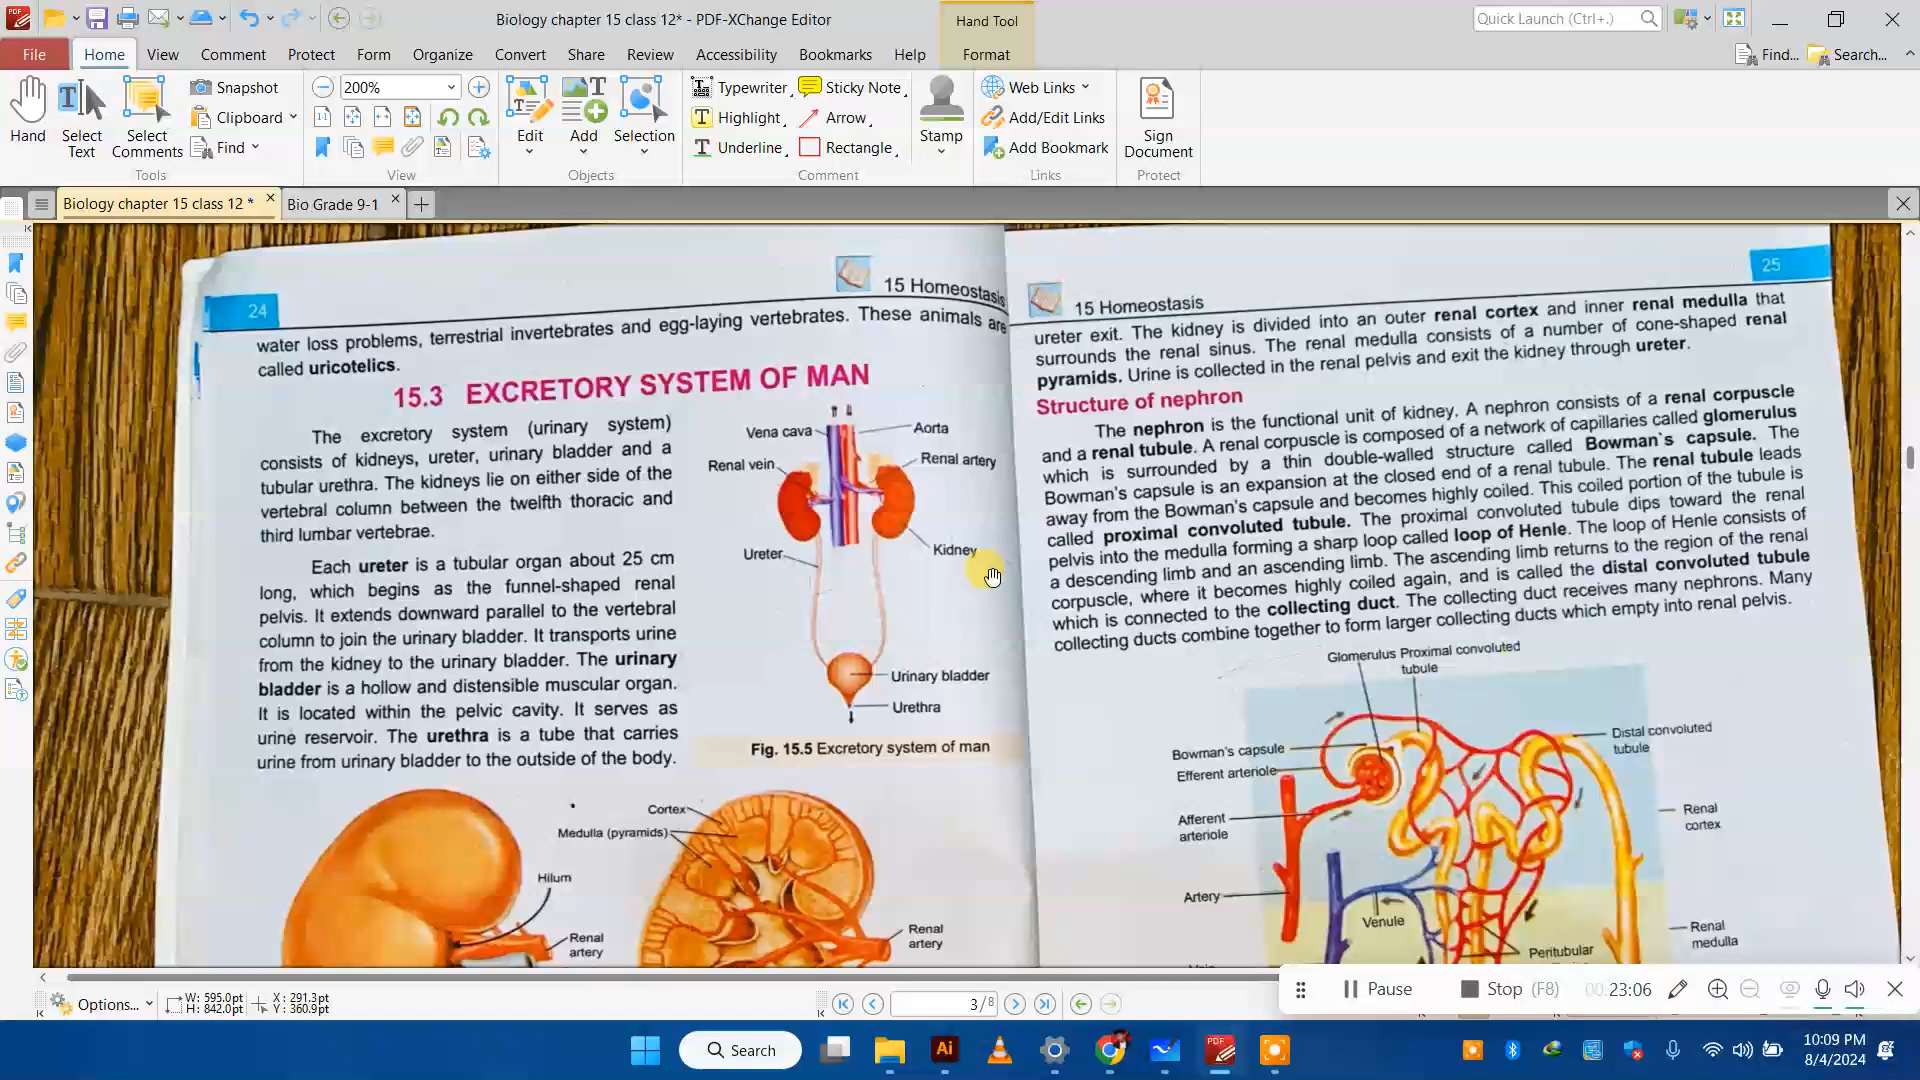 Biology chapter 15 class 12* - PDF-XChange Editor
Hand Tool
Quick Launch (Ctrl+.)
File Home View Comment Protect Form Organize Convert Share Review Accessibility Bookmarks Help Format
Find... Search...
Hand
Select Text
Select Comments
Snapshot
Clipboard
Find
Tools
200%
View
Edit
Add
Selection
Objects
Typewriter Sticky Note
Highlight Arrow
Underline Rectangle
Stamp
Comment
Web Links
Add/Edit Links
Add Bookmark
Links
Sign Document
Protect
Biology chapter 15 class 12 *
Bio Grade 9-1
24
15 Homeostasis
water loss problems, terrestrial invertebrates and egg-laying vertebrates. These animals are
called uricotelics.
15.3 EXCRETORY SYSTEM OF MAN
The excretory system (urinary system)
consists of kidneys, ureter, urinary bladder and a
tubular urethra. The kidneys lie on either side of the
vertebral column between the twelfth thoracic and
third lumbar vertebrae.
Each ureter is a tubular organ about 25 cm
long, which begins as the funnel-shaped renal
pelvis. It extends downward parallel to the vertebral
column to join the urinary bladder. It transports urine
from the kidney to the urinary bladder. The urinary
bladder is a hollow and distensible muscular organ.
It is located within the pelvic cavity. It serves as
urine reservoir. The urethra is a tube that carries
urine from urinary bladder to the outside of the body.
Vena cava
Aorta
Renal vein
Renal artery
Ureter
Kidney
Urinary bladder
Urethra
Fig. 15.5 Excretory system of man
Cortex
Medulla (pyramids)
Hilum
Renal
artery
Renal
artery
25
15 Homeostasis
ureter exit. The kidney is divided into an outer renal cortex and inner renal medulla that
surrounds the renal sinus. The renal medulla consists of a number of cone-shaped renal
pyramids. Urine is collected in the renal pelvis and exit the kidney through ureter.
Structure of nephron
The nephron is the functional unit of kidney. A nephron consists of a renal corpuscle
and a renal tubule. A renal corpuscle is composed of a network of capillaries called glomerulus
which is surrounded by a thin double-walled structure called Bowman`s capsule. The
Bowman's capsule is an expansion at the closed end of a renal tubule. The renal tubule leads
away from the Bowman's capsule and becomes highly coiled. This coiled portion of the tubule is
called proximal convoluted tubule. The proximal convoluted tubule dips toward the renal
pelvis into the medulla forming a sharp loop called loop of Henle. The loop of Henle consists of
a descending limb and an ascending limb. The ascending limb returns to the region of the renal
corpuscle, where it becomes highly coiled again, and is called the distal convoluted tubule
which is connected to the collecting duct. The collecting duct receives many nephrons. Many
collecting ducts combine together to form larger collecting ducts which empty into renal pelvis.
Glomerulus
Proximal convoluted
tubule
Distal convoluted
tubule
Bowman's capsule
Efferent arteriole
Afferent
arteriole
Renal
cortex
Artery
Venule
Renal
medulla
Peritubular
Options...
W: 595.0pt
H: 842.0pt
X: 291.3pt
Y: 360.9pt
3 / 8
Pause
Stop (F8)
00:23:06
Search
10:09 PM
8/4/2024